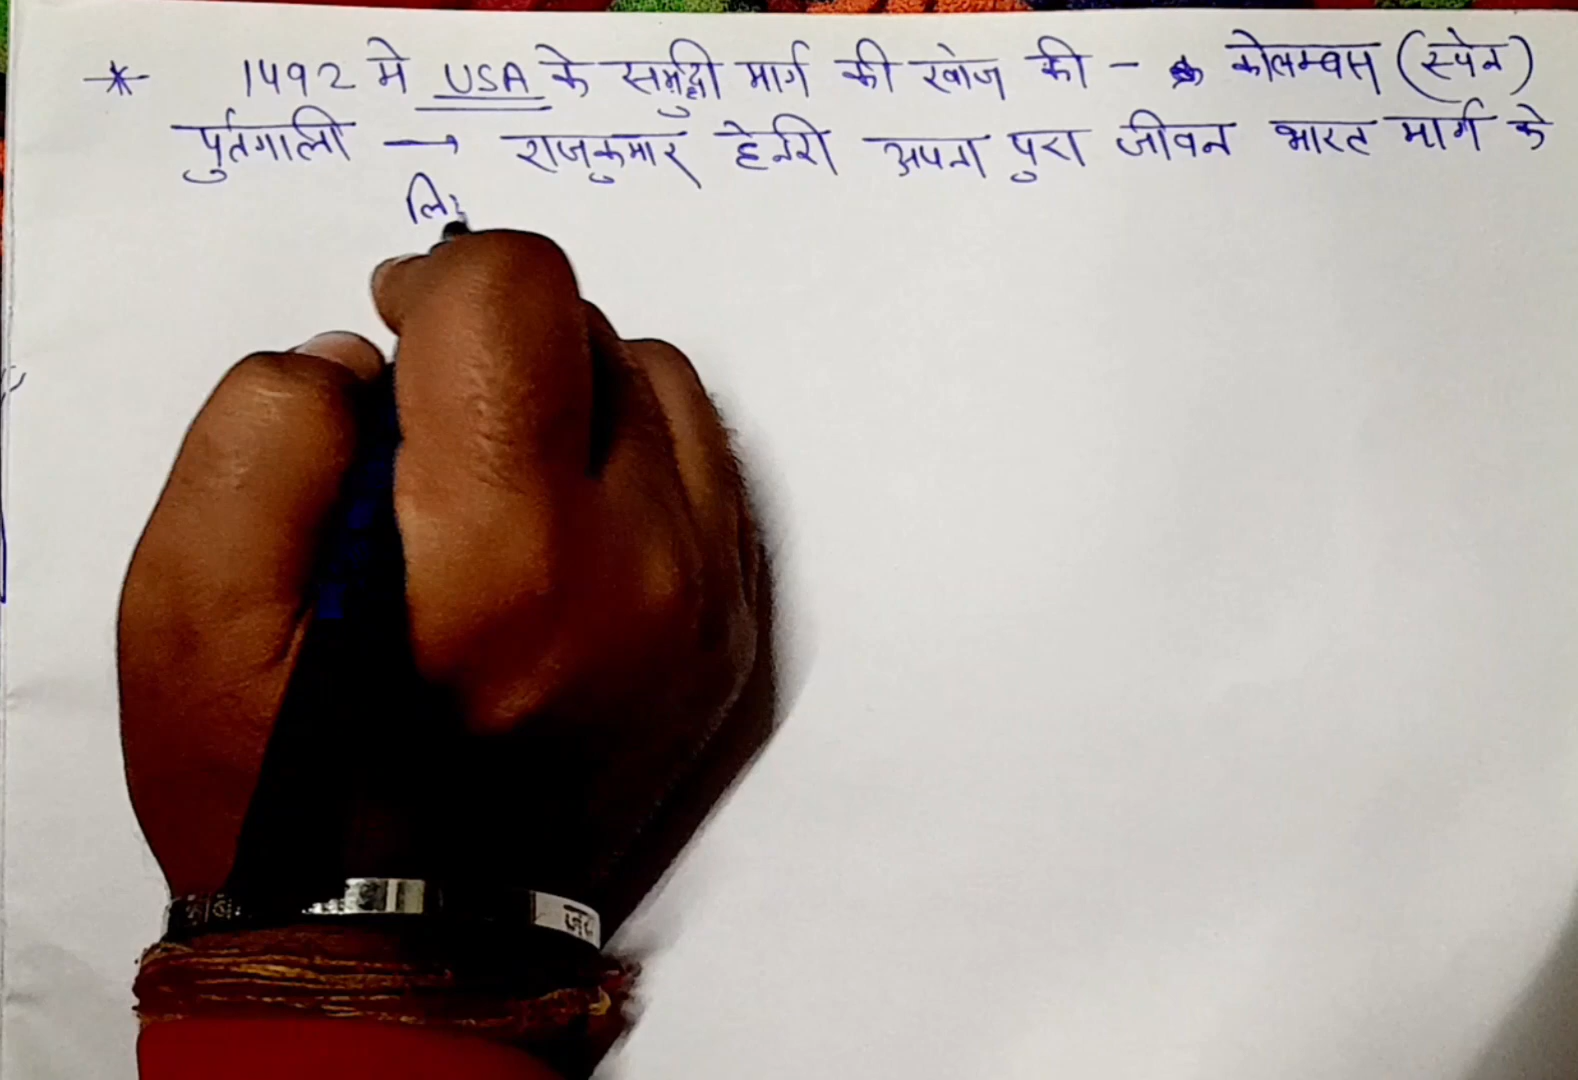 * 1492 मे USA के समुद्री मार्ग की खोज की - कोलम्बस (स्पेन)
पुर्तगाली → राजकुमार हेनरी अपना पुरा जीवन भारत मार्ग के